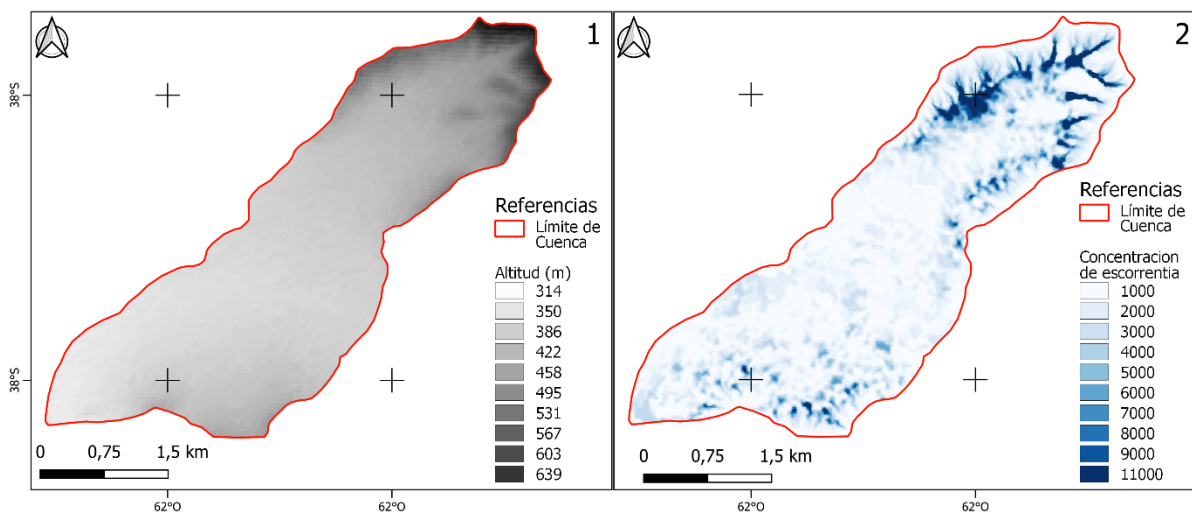 1
38°S
38°S
Referencias
Límite de
Cuenca
Altitud (m)
314
350
386
422
458
495
531
567
603
639
0 0,75 1,5 km
62°O 62°O
2
Referencias
Límite de
Cuenca
Concentracion
de escorrentia
1000
2000
3000
4000
5000
6000
7000
8000
9000
11000
0 0,75 1,5 km
62°O 62°O